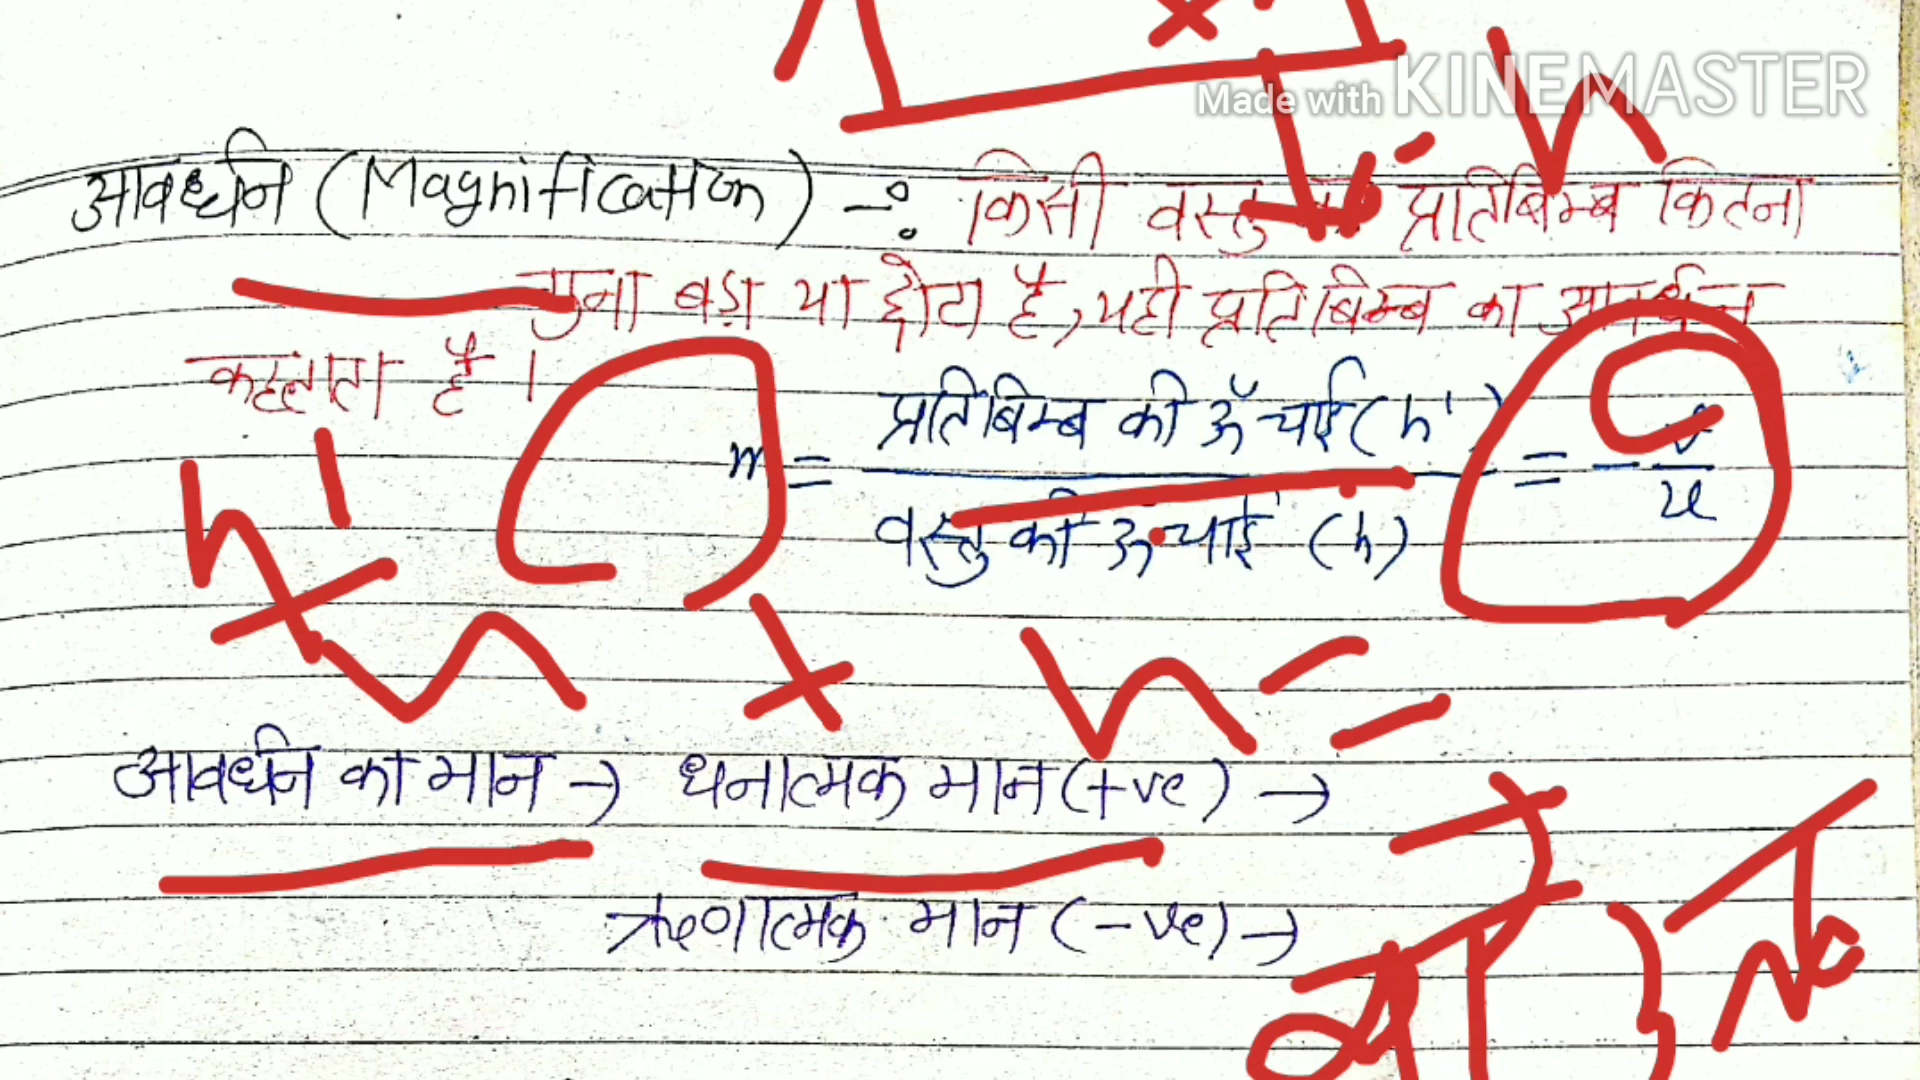 Made with KINEMASTER
आवर्धन (Magnification) -: किसी वस्तु प्रतिबिम्ब कितना
गुना बड़ा या छोटा है, यही प्रतिबिम्ब का आवर्धन
कहलाता है ।
m = प्रतिबिम्ब की ऊँचाई (h') / वस्तु की ऊँचाई (h) = - v/u
h'
h h =
आवर्धन का मान → धनात्मक मान (+ve) →
ऋणात्मक मान (-ve) →